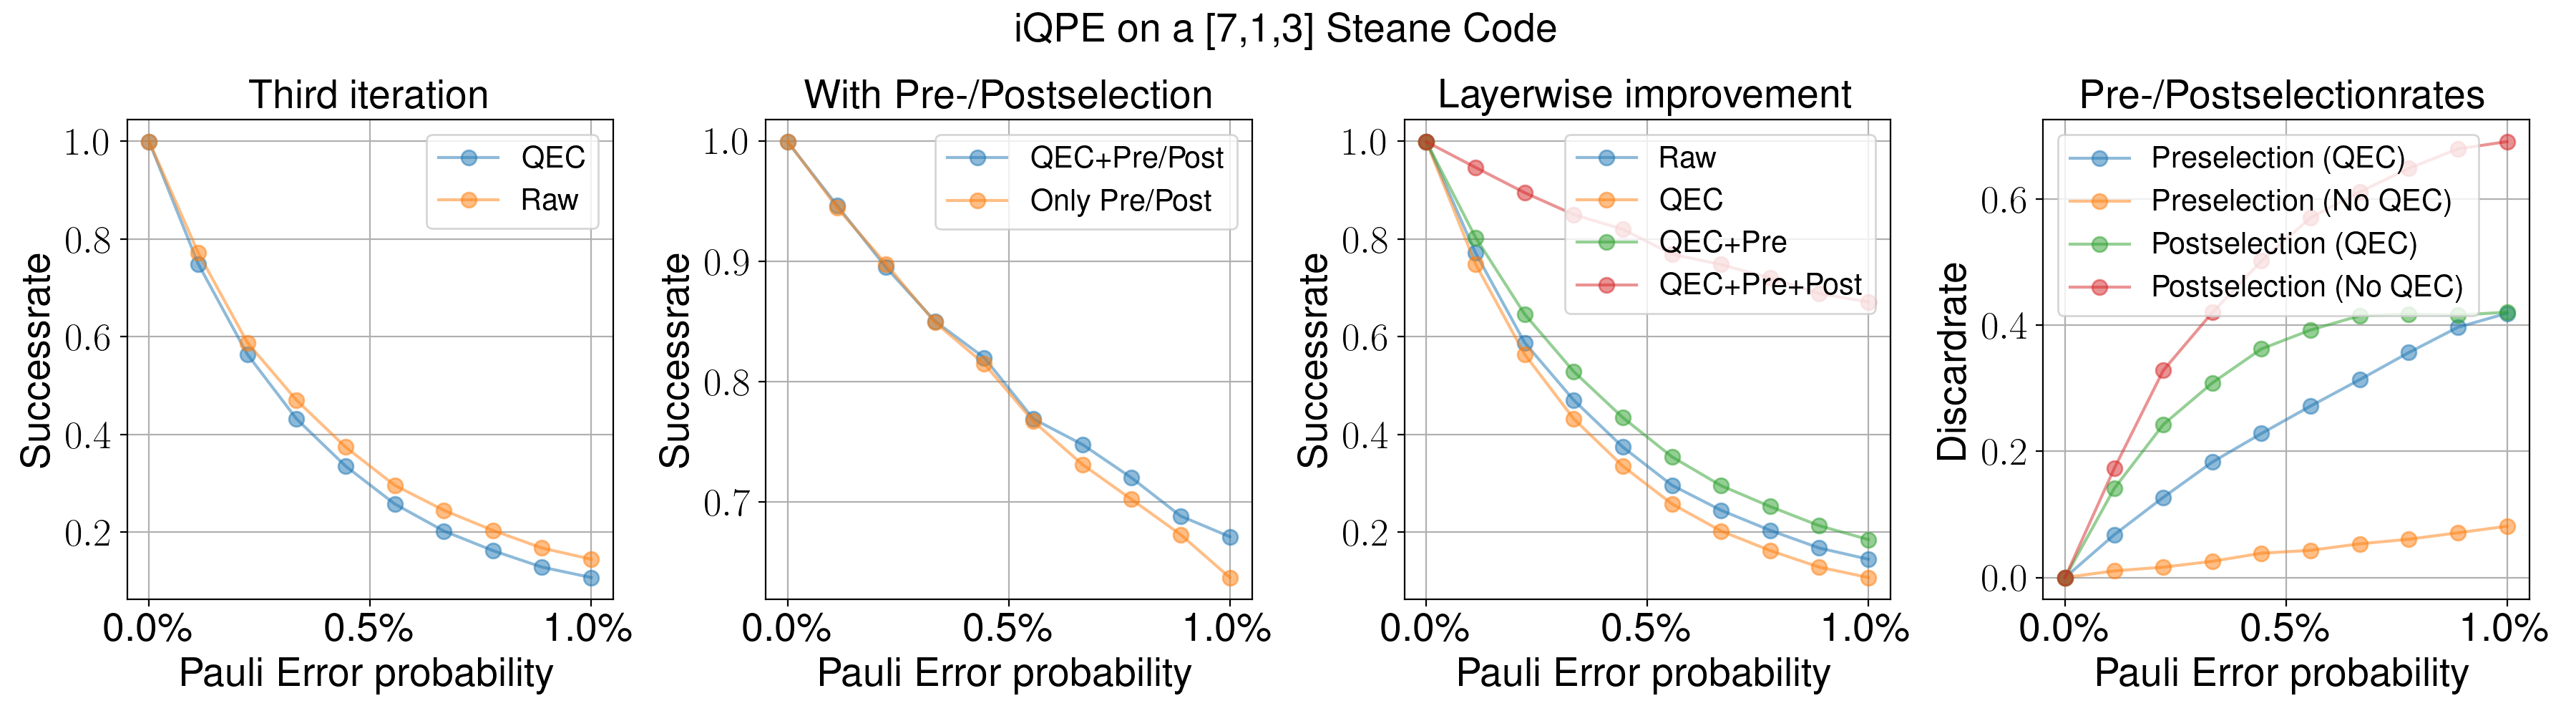 iQPE on a [7,1,3] Steane Code
Third iteration
1.0
0.8
0.6
0.4
0.2
Successrate
QEC
Raw
0.0%
0.5%
1.0%
Pauli Error probability
With Pre-/Postselection
1.0
0.9
0.8
0.7
Successrate
QEC+Pre/Post
Only Pre/Post
0.0%
0.5%
1.0%
Pauli Error probability
Layerwise improvement
1.0
0.8
0.6
0.4
0.2
Successrate
Raw
QEC
QEC+Pre
QEC+Pre+Post
0.0%
0.5%
1.0%
Pauli Error probability
Pre-/Postselectionrates
0.6
0.4
0.2
0.0
Discardrate
Preselection (QEC)
Preselection (No QEC)
Postselection (QEC)
Postselection (No QEC)
0.0%
0.5%
1.0%
Pauli Error probability